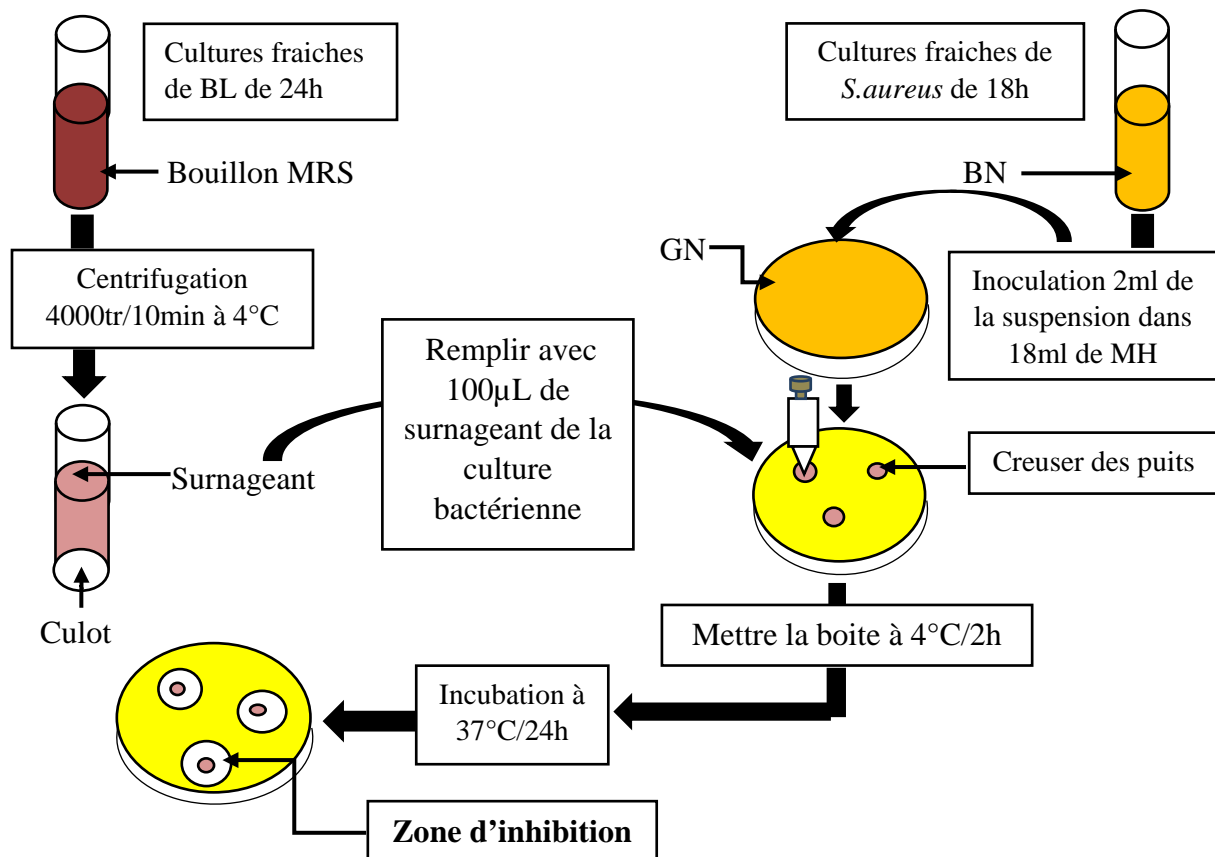 Cultures fraiches
de BL de 24h
Bouillon MRS
Centrifugation
4000tr/10min à 4°C
Surnageant
Culot
Cultures fraiches de
S.aureus de 18h
BN
GN
Inoculation 2ml de
la suspension dans
18ml de MH
Remplir avec
100µL de
surnageant de la
culture
bactérienne
Creuser des puits
Mettre la boite à 4°C/2h
Incubation à
37°C/24h
Zone d’inhibition